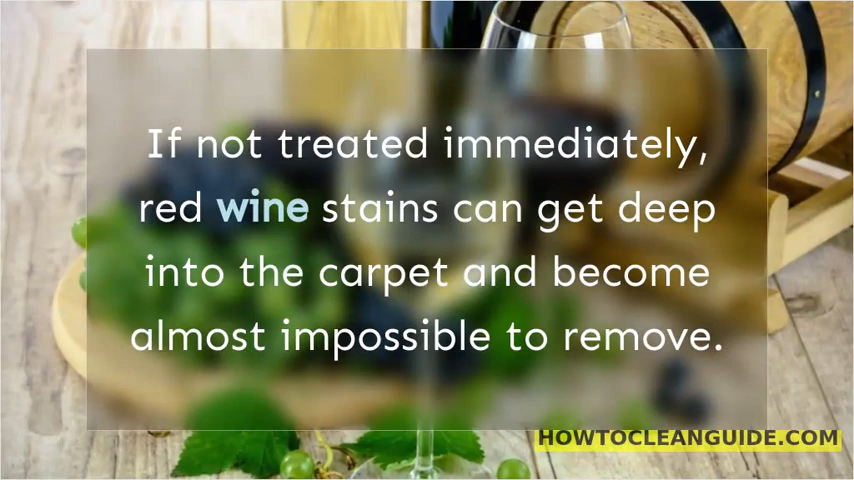 If not treated immediately,
red wine stains can get deep
into the carpet and become
almost impossible to remove.
HOWTOCLEANGUIDE.COM